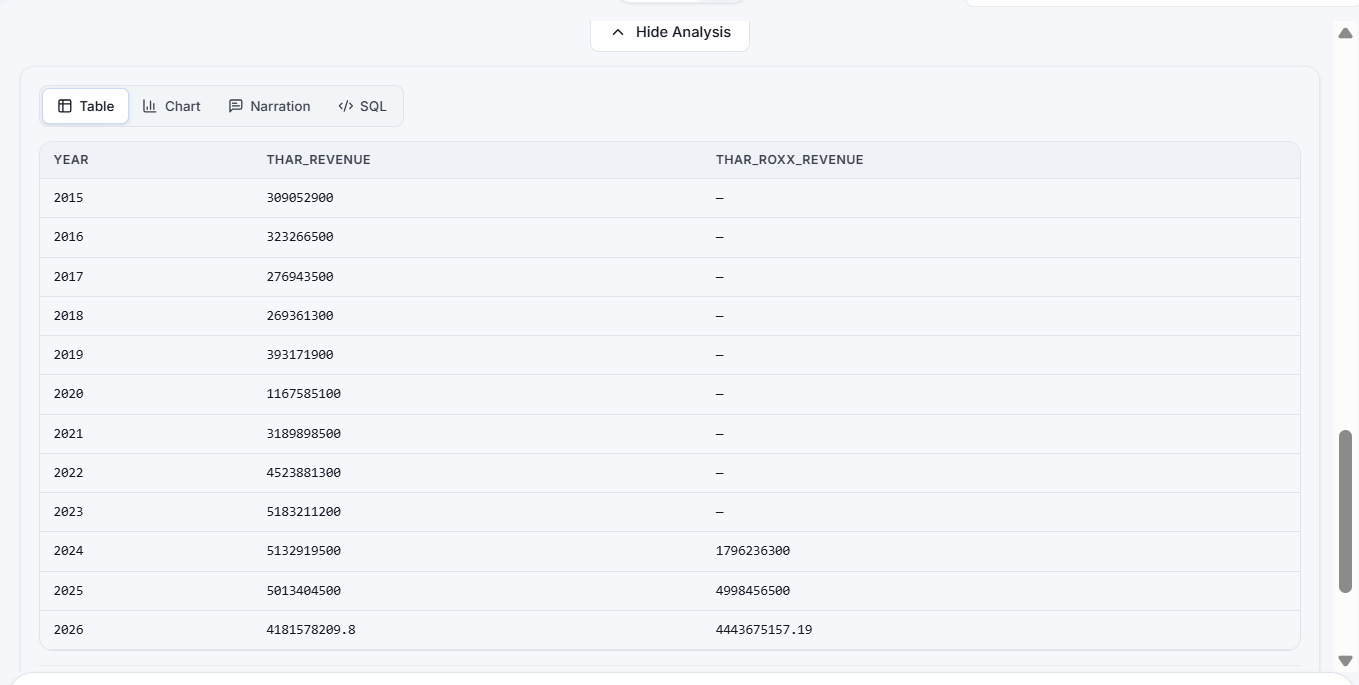 Hide Analysis
Table Chart Narration </> SQL
YEAR THAR_REVENUE THAR_ROXX_REVENUE
2015 309052900 –
2016 323266500 –
2017 276943500 –
2018 269361300 –
2019 393171900 –
2020 1167585100 –
2021 3189898500 –
2022 4523881300 –
2023 5183211200 –
2024 5132919500 1796236300
2025 5013404500 4998456500
2026 4181578209.8 4443675157.19